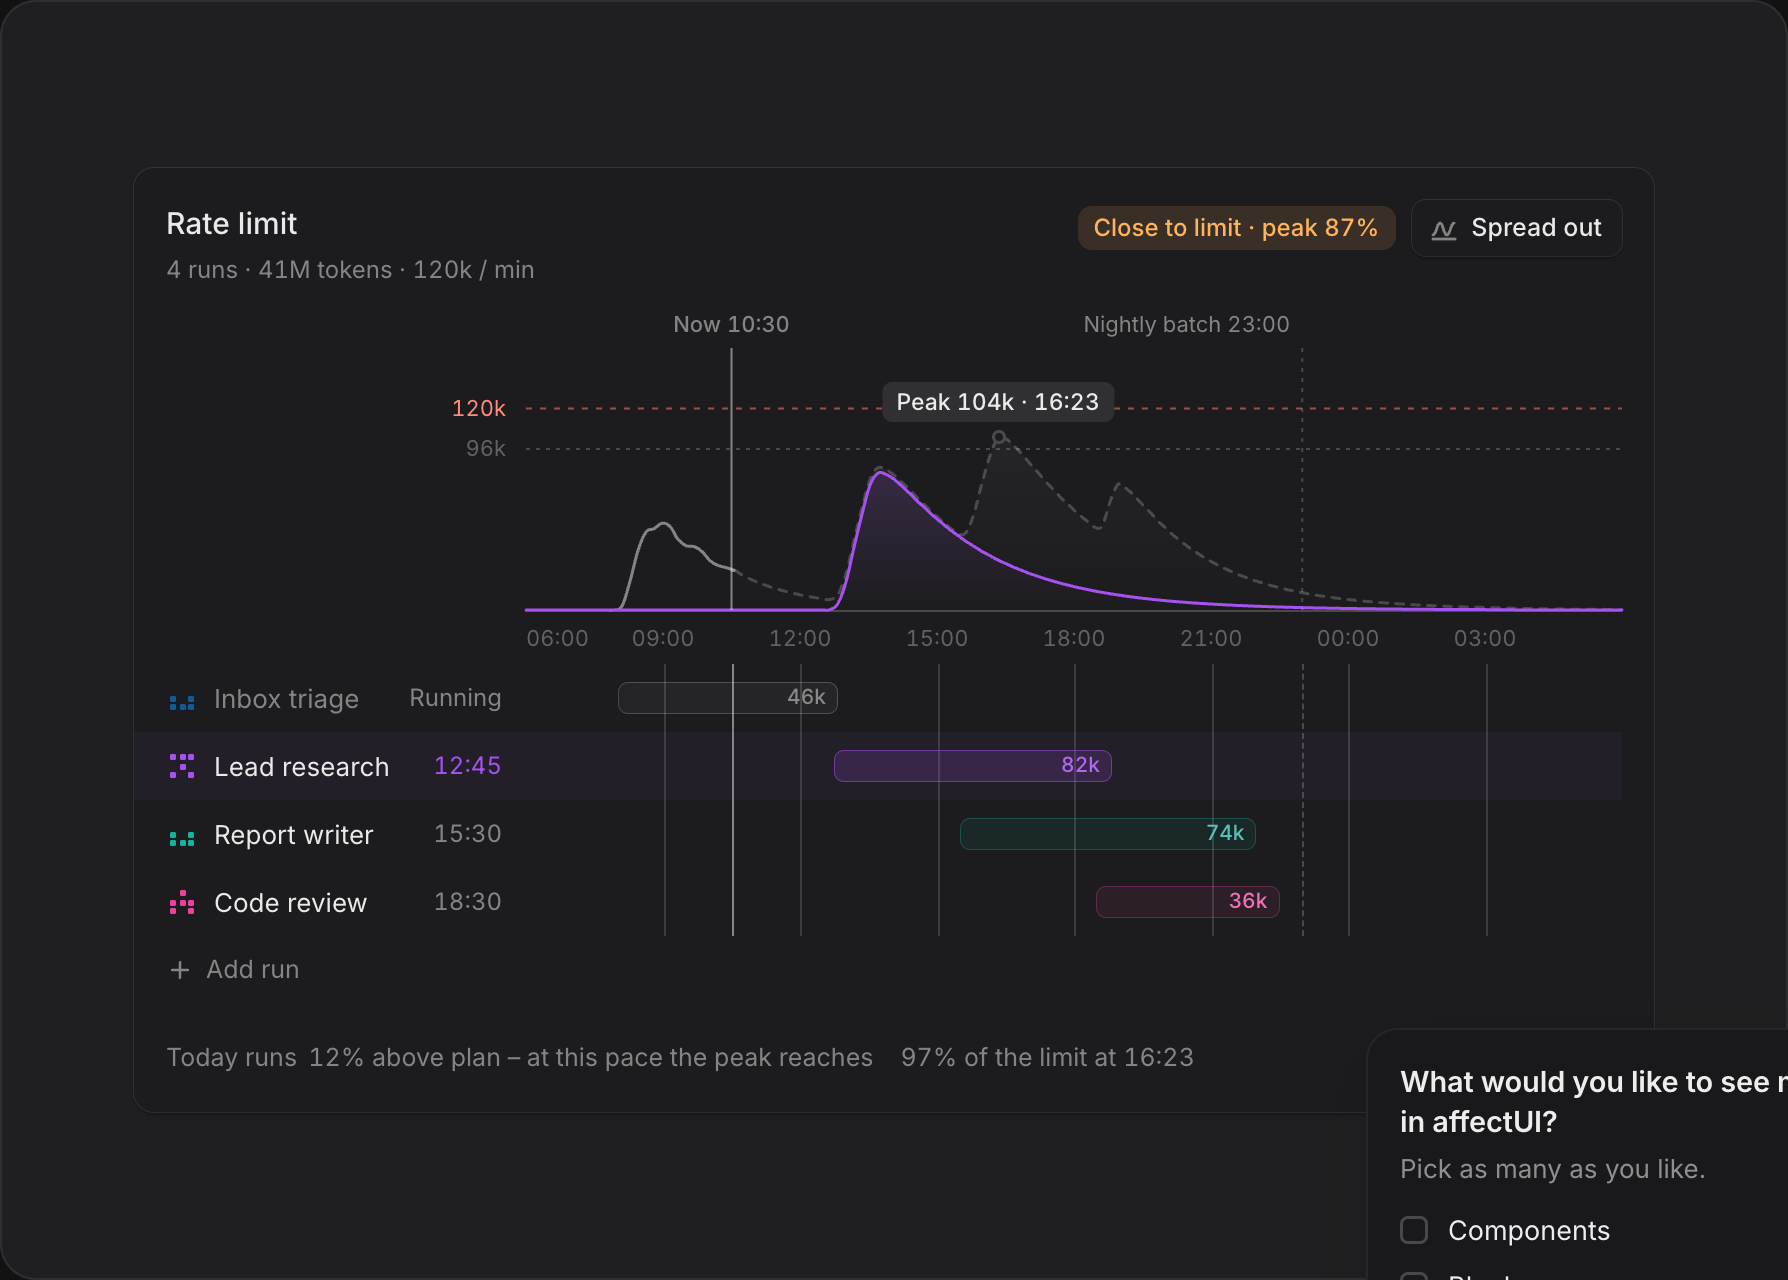 Rate limit
4 runs · 41M tokens · 120k / min
Close to limit · peak 87%
Spread out
Now 10:30
Nightly batch 23:00
120k
Peak 104k · 16:23
96k
06:00 09:00 12:00 15:00 18:00 21:00 00:00 03:00
Inbox triage Running 46k
Lead research 12:45 82k
Report writer 15:30 74k
Code review 18:30 36k
+ Add run
Today runs 12% above plan – at this pace the peak reaches 97% of the limit at 16:23
What would you like to see
in affectUI?
Pick as many as you like.
Components